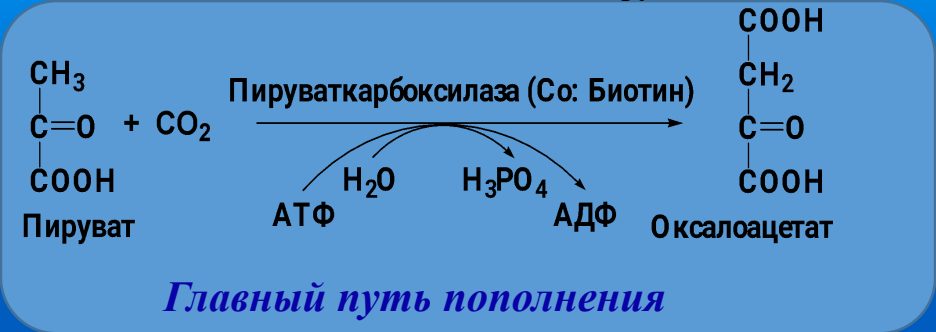 COOH
CH3
CH2
Пируваткарбоксилаза (Co: Биотин)
C=O + CO2
C=O
COOH
H2O
H3PO4
COOH
АТФ
АДФ
Пируват
Оксалоацетат
Главный путь пополнения